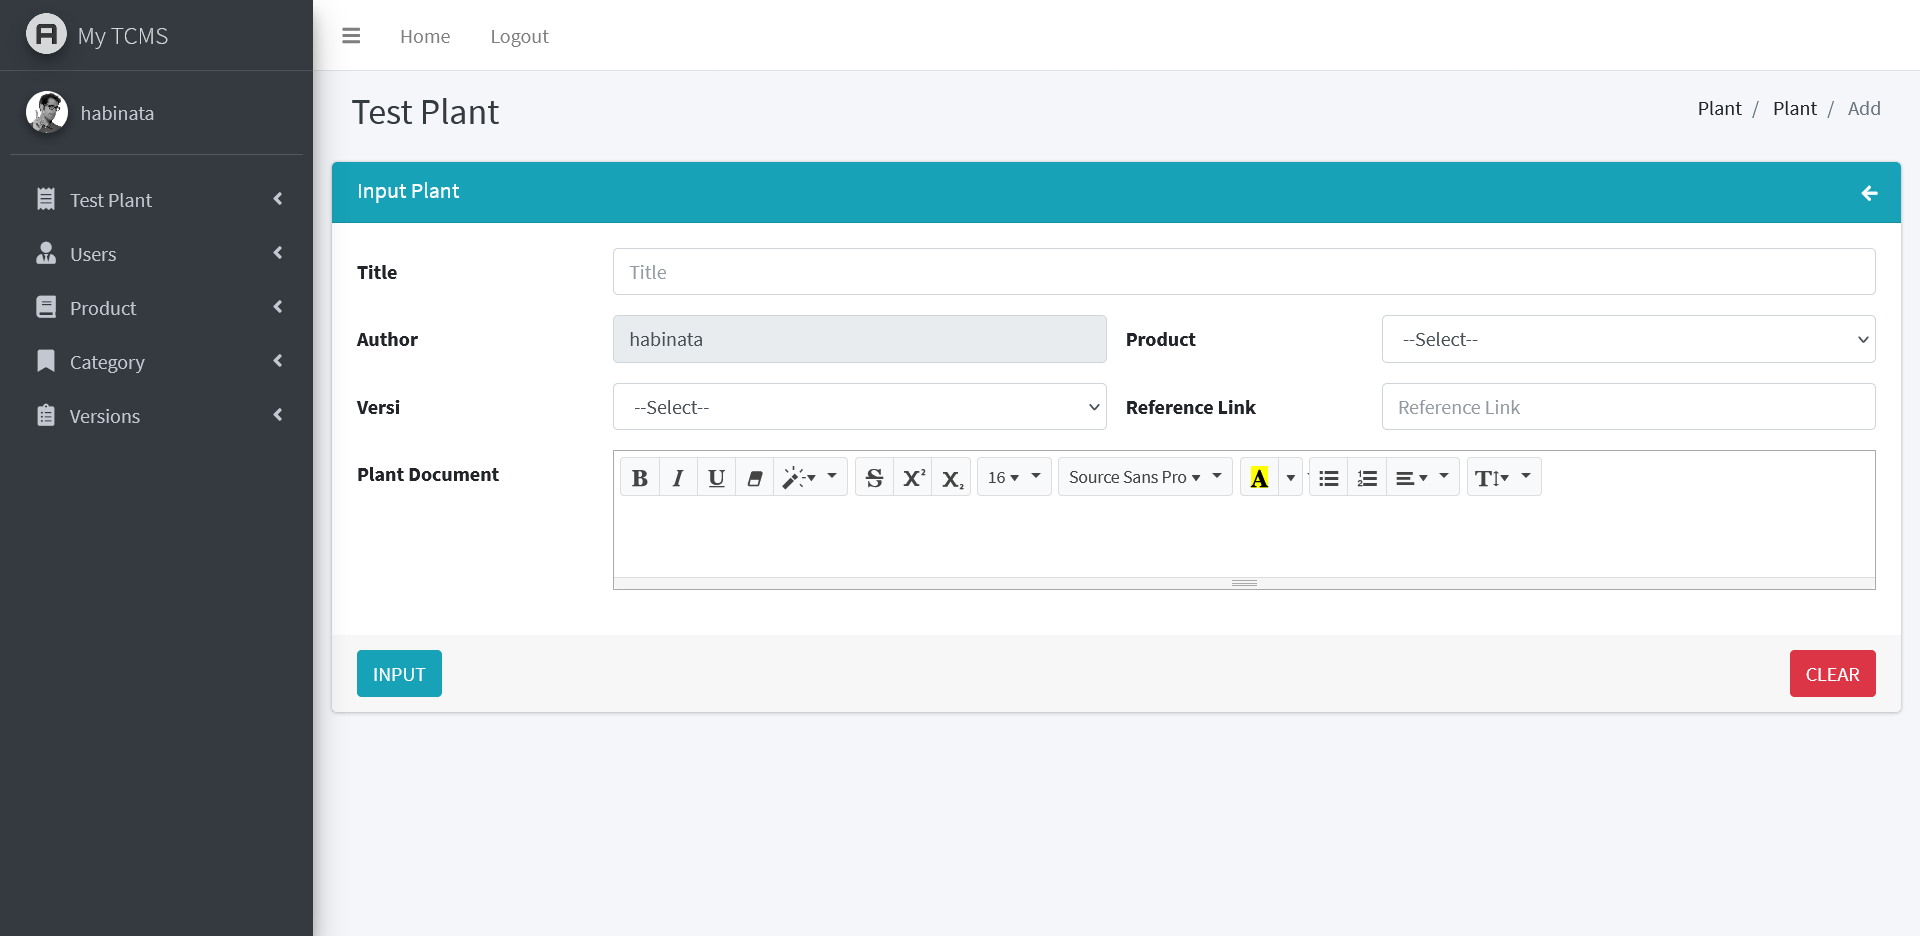 My TCMS
Home Logout
habinata
Test Plant
Users
Product
Category
Versions
Test Plant
Plant / Plant / Add
Input Plant
Title Title
Author habinata Product --Select--
Versi --Select-- Reference Link Reference Link
Plant Document B I U S X² X₂ 16 Source Sans Pro A T
INPUT CLEAR